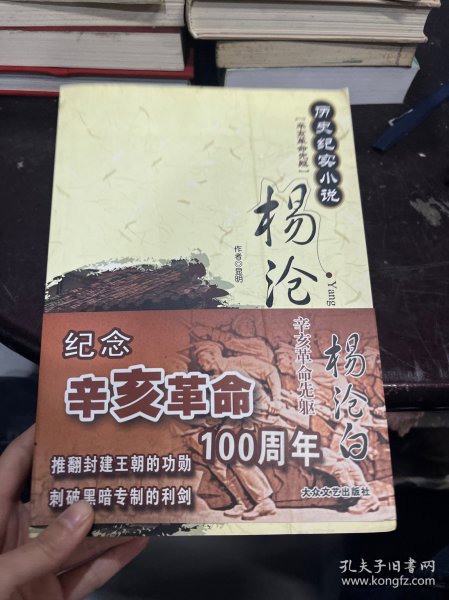 历史纪实小说
【辛亥革命先驱】
杨沧
Yang
作者◎显明
纪念
辛亥革命
100周年
推翻封建王朝的功勋
刺破黑暗专制的利剑
辛亥革命先驱
杨沧白
大众文艺出版社
孔夫子旧书网
www.kongfz.com